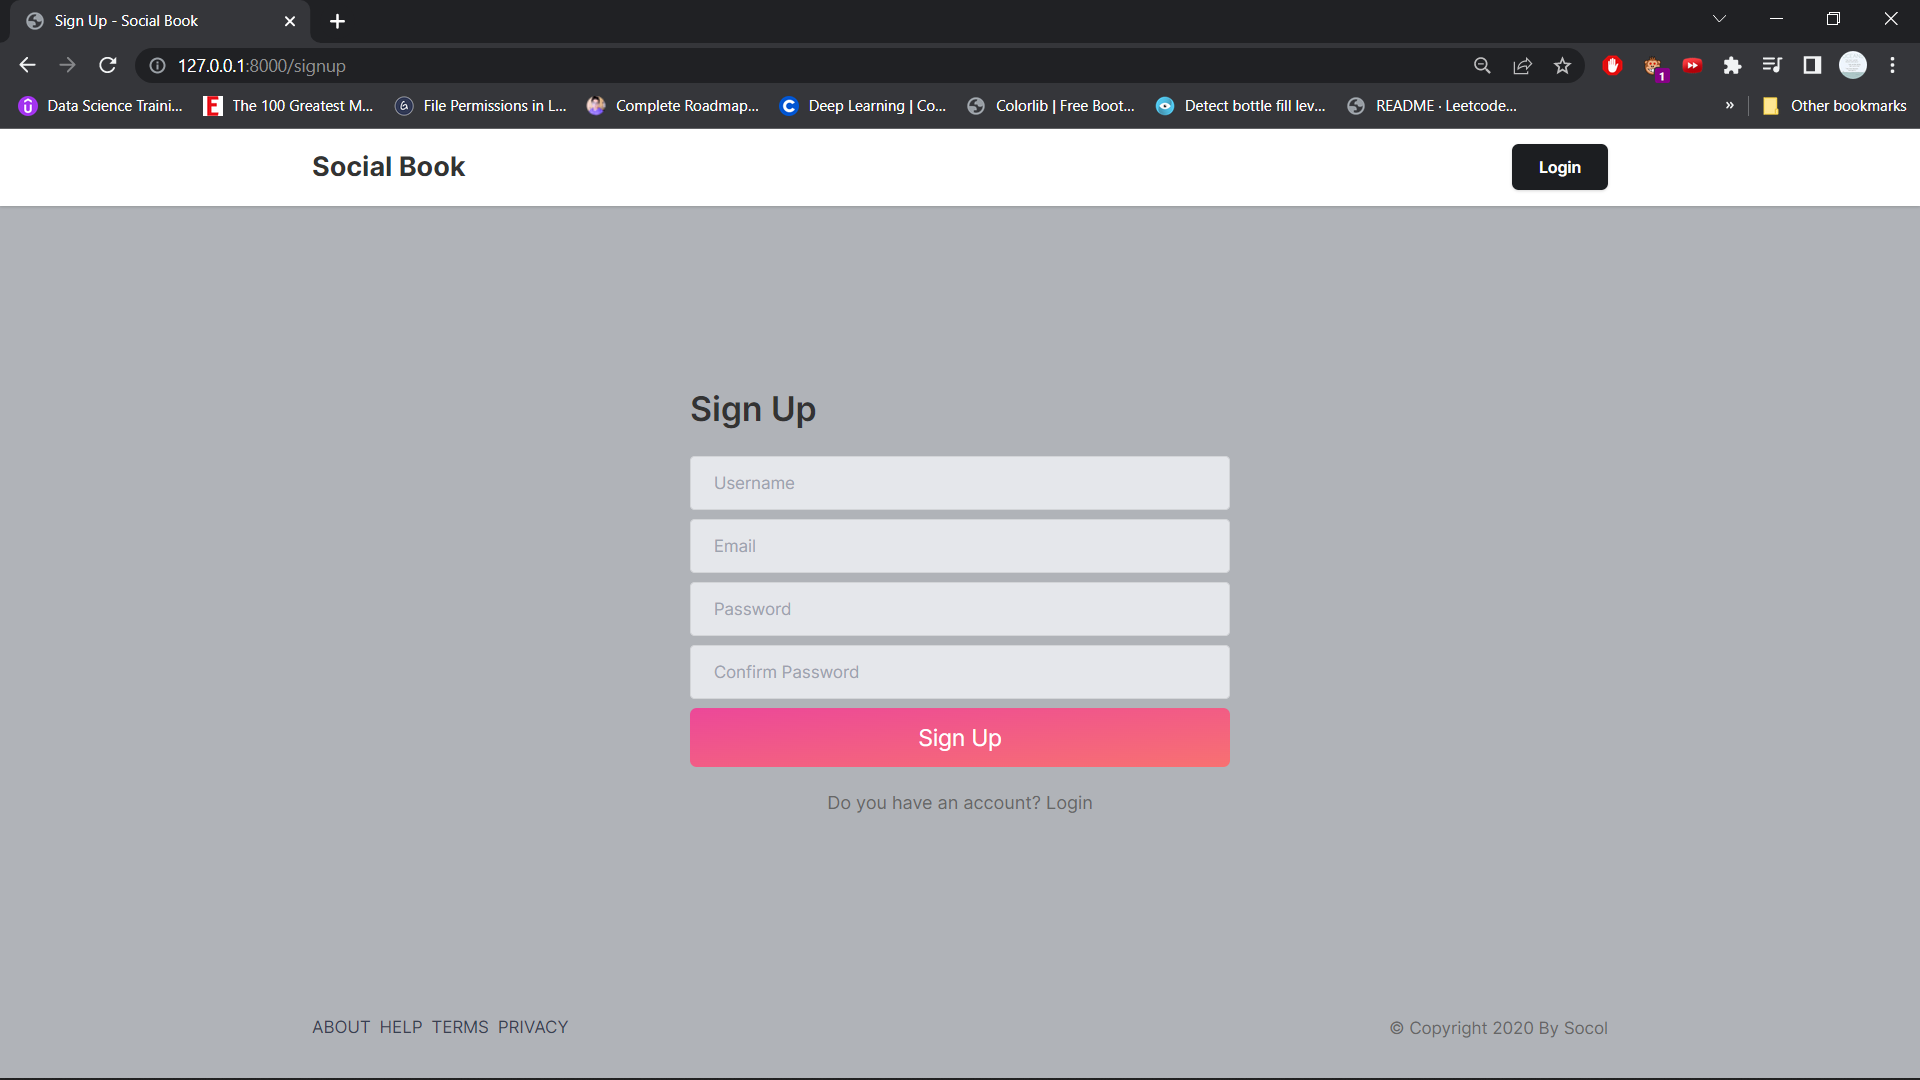 Sign Up - Social Book
127.0.0.1:8000/signup
1
Data Science Traini... The 100 Greatest M... File Permissions in L... Complete Roadmap... Deep Learning | Co... Colorlib | Free Boot... Detect bottle fill lev... README · Leetcode... » Other bookmarks
Social Book
Login
Sign Up
Username
Email
Password
Confirm Password
Sign Up
Do you have an account? Login
ABOUT HELP TERMS PRIVACY
© Copyright 2020 By Socol